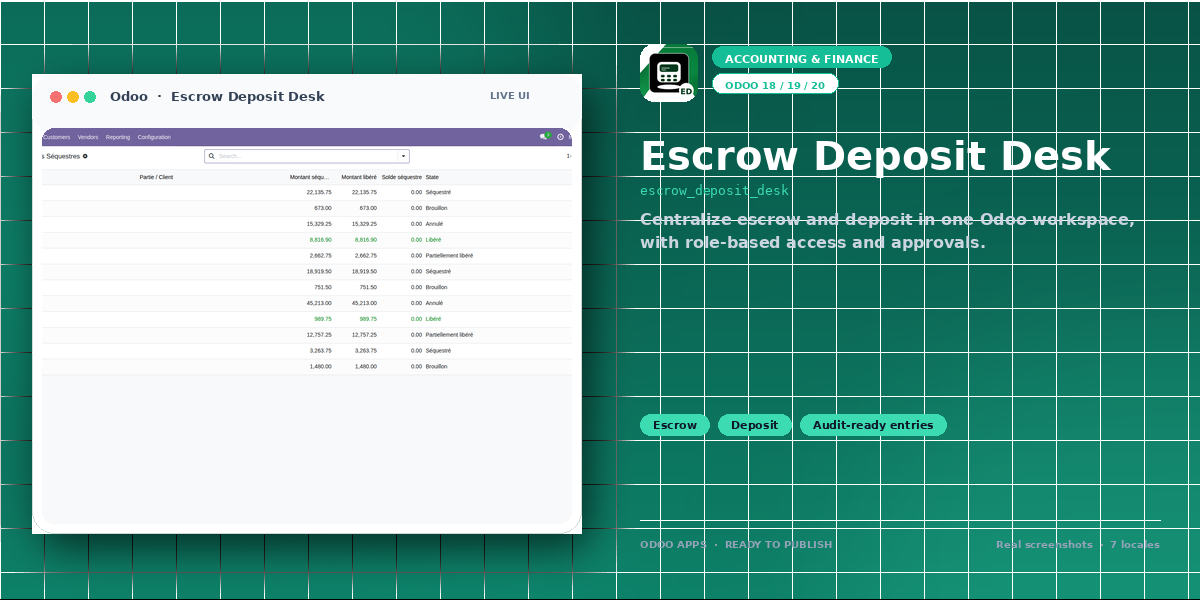 Odoo · Escrow Deposit Desk
LIVE UI
Customers Vendors Reporting Configuration
s Séquestres
Search...
Partie / Client Montant séqu... Montant libéré Solde séquestre State
22,135.75 22,135.75 0.00 Séquestré
673.00 673.00 0.00 Brouillon
15,329.25 15,329.25 0.00 Annulé
8,816.90 8,816.90 0.00 Libéré
2,662.75 2,662.75 0.00 Partiellement libéré
18,919.50 18,919.50 0.00 Séquestré
751.50 751.50 0.00 Brouillon
45,213.00 45,213.00 0.00 Annulé
989.75 989.75 0.00 Libéré
12,757.25 12,757.25 0.00 Partiellement libéré
3,263.75 3,263.75 0.00 Séquestré
1,480.00 1,480.00 0.00 Brouillon
ED
ACCOUNTING & FINANCE
ODOO 18 / 19 / 20
Escrow Deposit Desk
escrow_deposit_desk
Centralize escrow and deposit in one Odoo workspace,
with role-based access and approvals.
Escrow Deposit Audit-ready entries
ODOO APPS · READY TO PUBLISH
Real screenshots · 7 locales